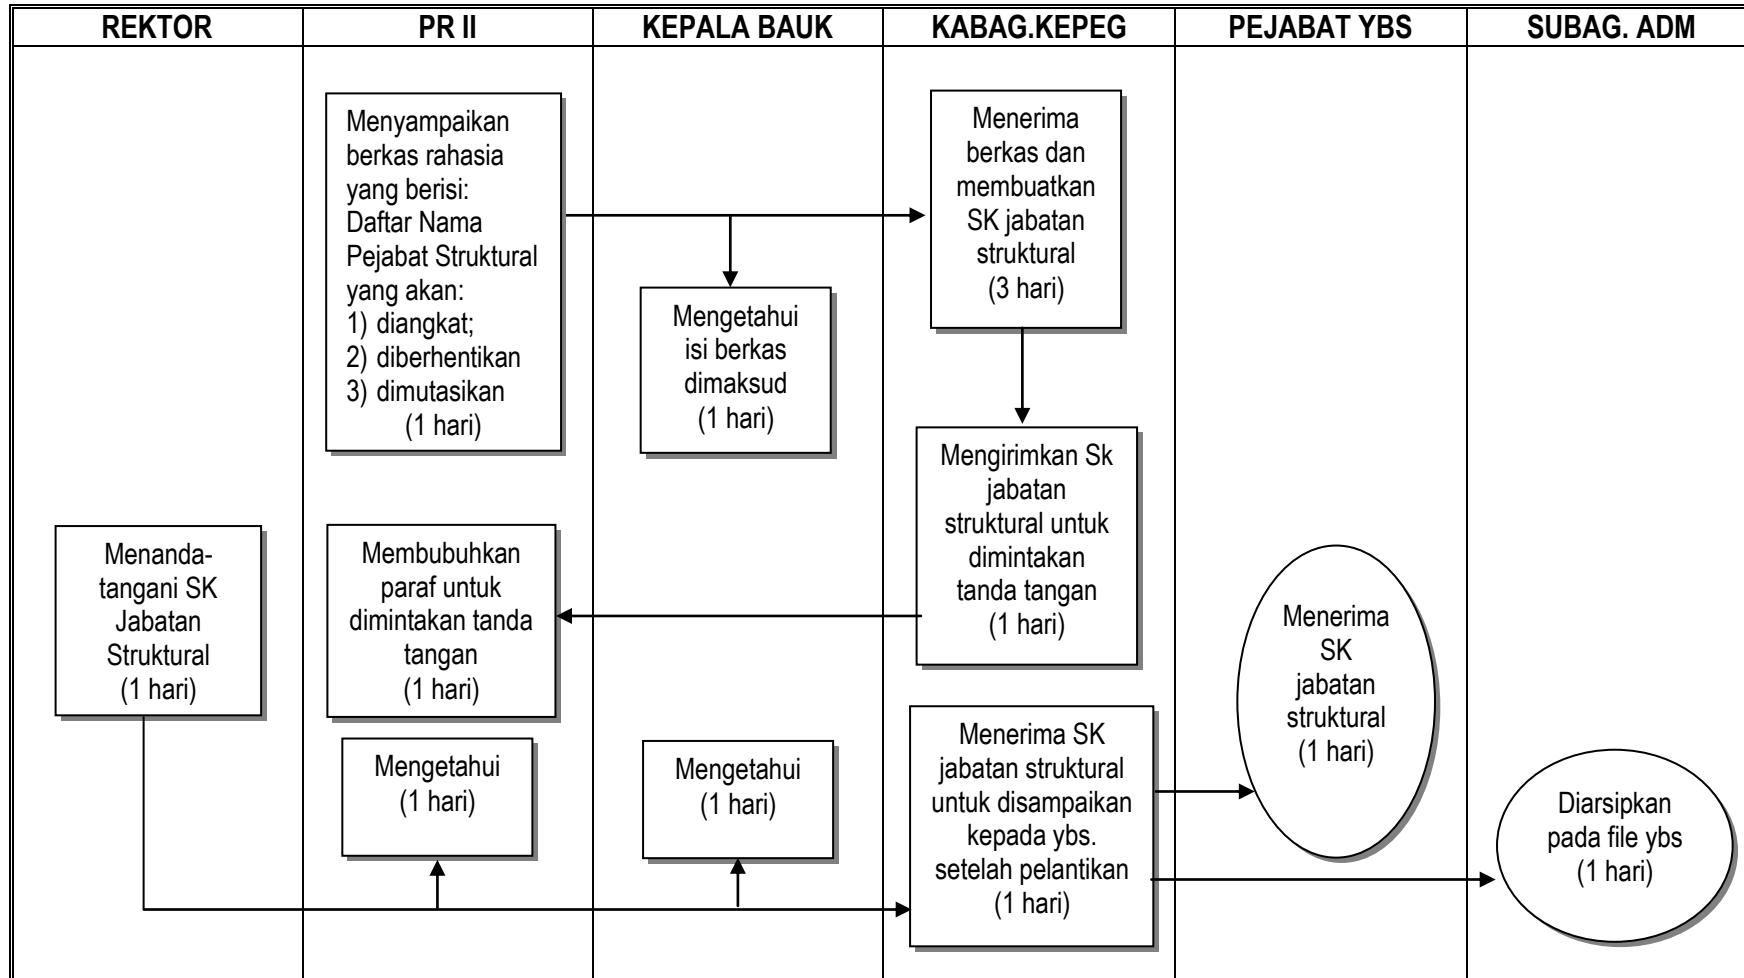 REKTOR
PR II
KEPALA BAUK
KABAG.KEPEG
PEJABAT YBS
SUBAG. ADM
Menyampaikan
berkas rahasia
yang berisi:
Daftar Nama
Pejabat Struktural
yang akan:
1) diangkat;
2) diberhentikan
3) dimutasikan
(1 hari)
Mengetahui
isi berkas
dimaksud
(1 hari)
Menerima
berkas dan
membuatkan
SK jabatan
struktural
(3 hari)
Mengirimkan Sk
jabatan
struktural untuk
dimintakan
tanda tangan
(1 hari)
Membubuhkan
paraf untuk
dimintakan tanda
tangan
(1 hari)
Menanda-
tangani SK
Jabatan
Struktural
(1 hari)
Mengetahui
(1 hari)
Mengetahui
(1 hari)
Menerima SK
jabatan struktural
untuk disampaikan
kepada ybs.
setelah pelantikan
(1 hari)
Menerima
SK
jabatan
struktural
(1 hari)
Diarsipkan
pada file ybs
(1 hari)